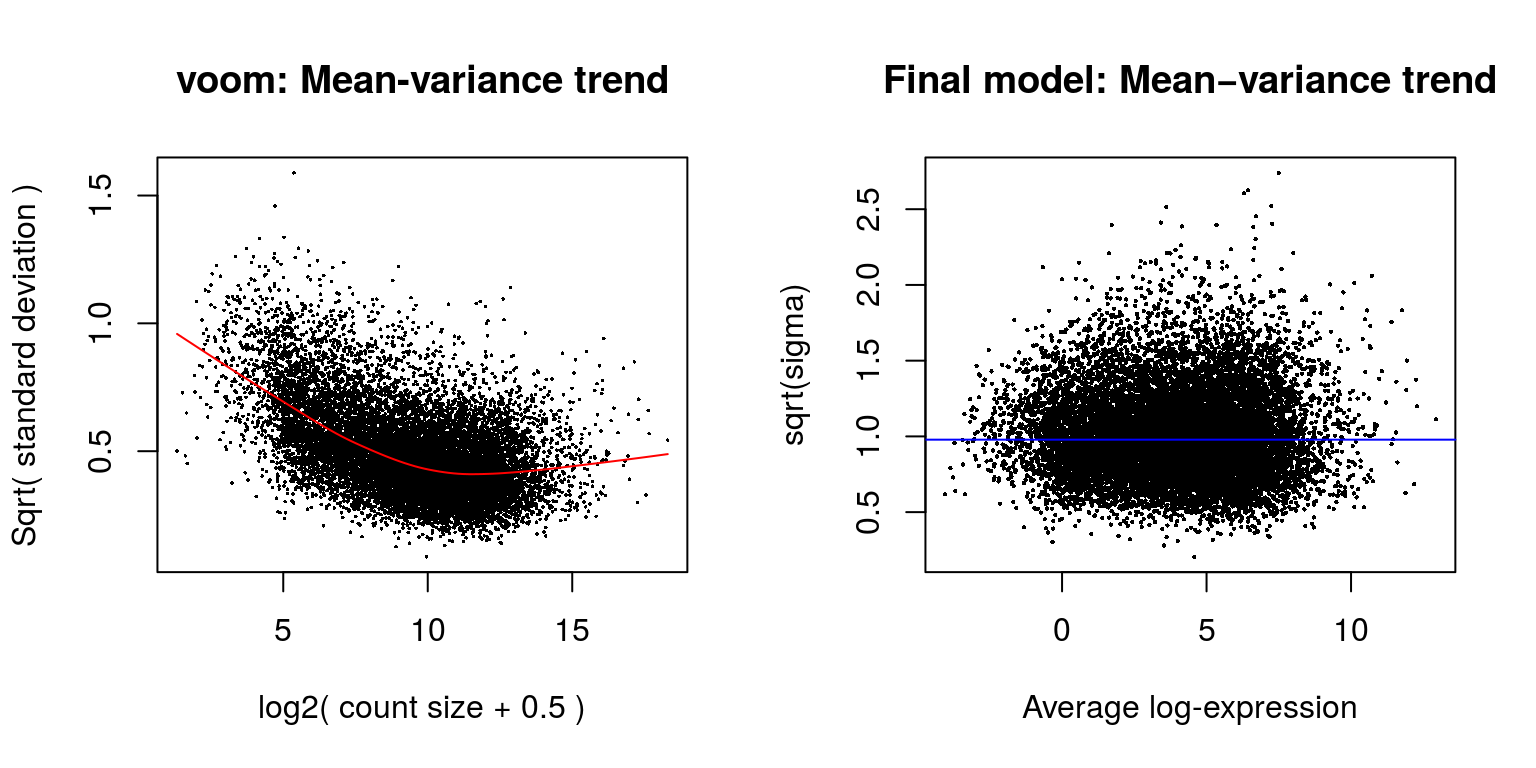 voom: Mean-variance trend
Sqrt( standard deviation )
1.5
1.0
0.5
5 10 15
log2( count size + 0.5 )
Final model: Mean−variance trend
sqrt(sigma)
2.5
2.0
1.5
1.0
0.5
0 5 10
Average log-expression